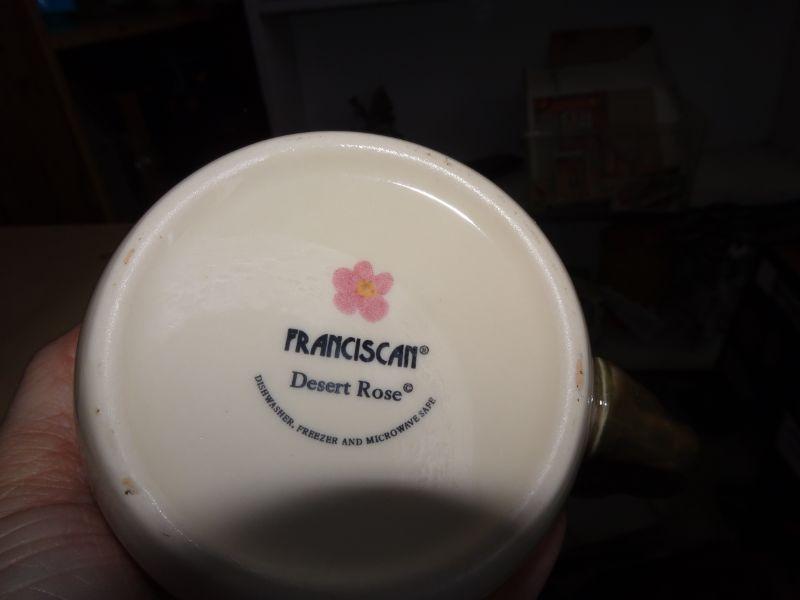 FRANCISCAN®
Desert Rose©
DISHWASHER, FREEZER AND MICROWAVE SAFE